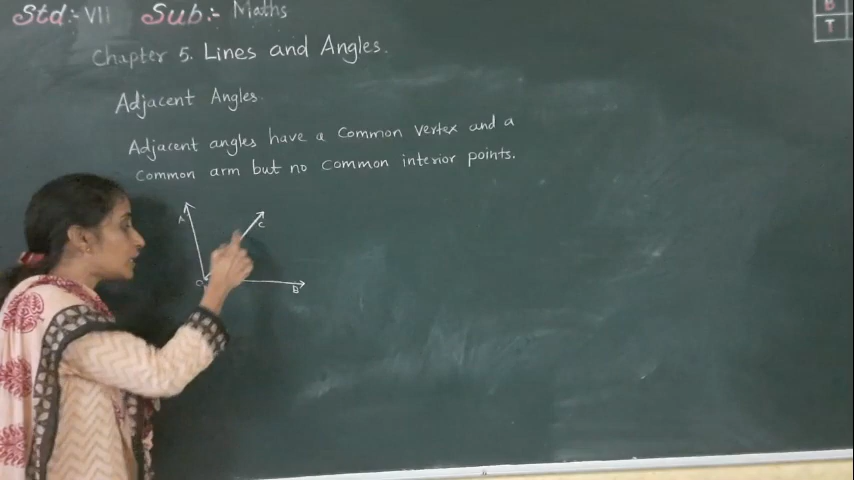 Std:- VII Sub:- Maths
B
T
Chapter 5. Lines and Angles.
Adjacent Angles.
Adjacent angles have a Common Vertex and a
Common arm but no common interior points.
A
C
O
B